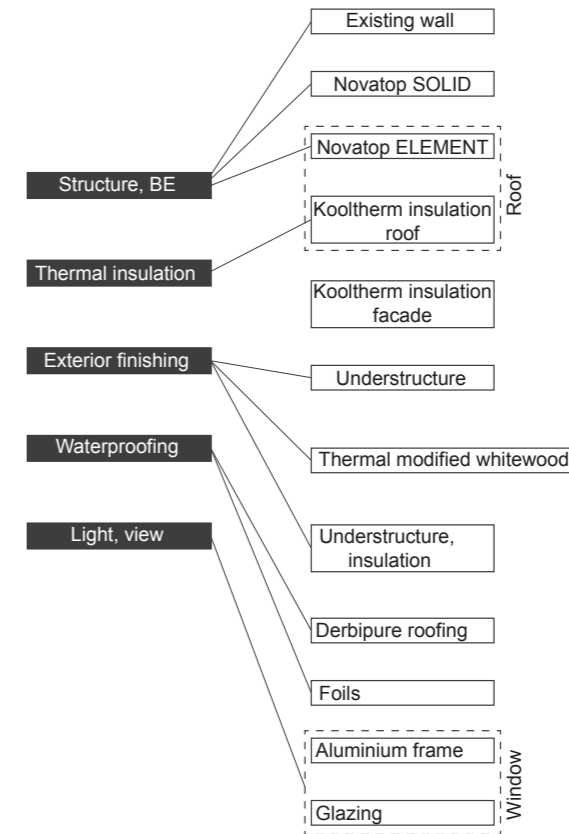 Existing wall
Novatop SOLID
Novatop ELEMENT
Structure, BE
Roof
Kooltherm insulation
roof
Thermal insulation
Kooltherm insulation
facade
Exterior finishing
Understructure
Waterproofing
Thermal modified whitewood
Light, view
Understructure,
insulation
Derbipure roofing
Foils
Aluminium frame
Window
Glazing